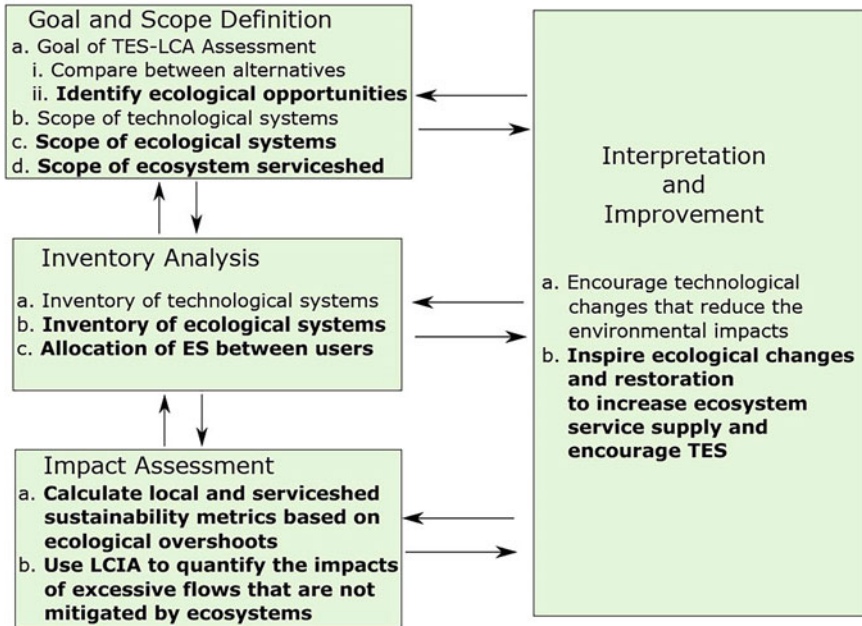 Goal and Scope Definition
a. Goal of TES-LCA Assessment
i. Compare between alternatives
ii. Identify ecological opportunities
b. Scope of technological systems
c. Scope of ecological systems
d. Scope of ecosystem serviceshed
Inventory Analysis
a. Inventory of technological systems
b. Inventory of ecological systems
c. Allocation of ES between users
Impact Assessment
a. Calculate local and serviceshed
sustainability metrics based on
ecological overshoots
b. Use LCIA to quantify the impacts
of excessive flows that are not
mitigated by ecosystems
Interpretation
and
Improvement
a. Encourage technological
changes that reduce the
environmental impacts
b. Inspire ecological changes
and restoration
to increase ecosystem
service supply and
encourage TES